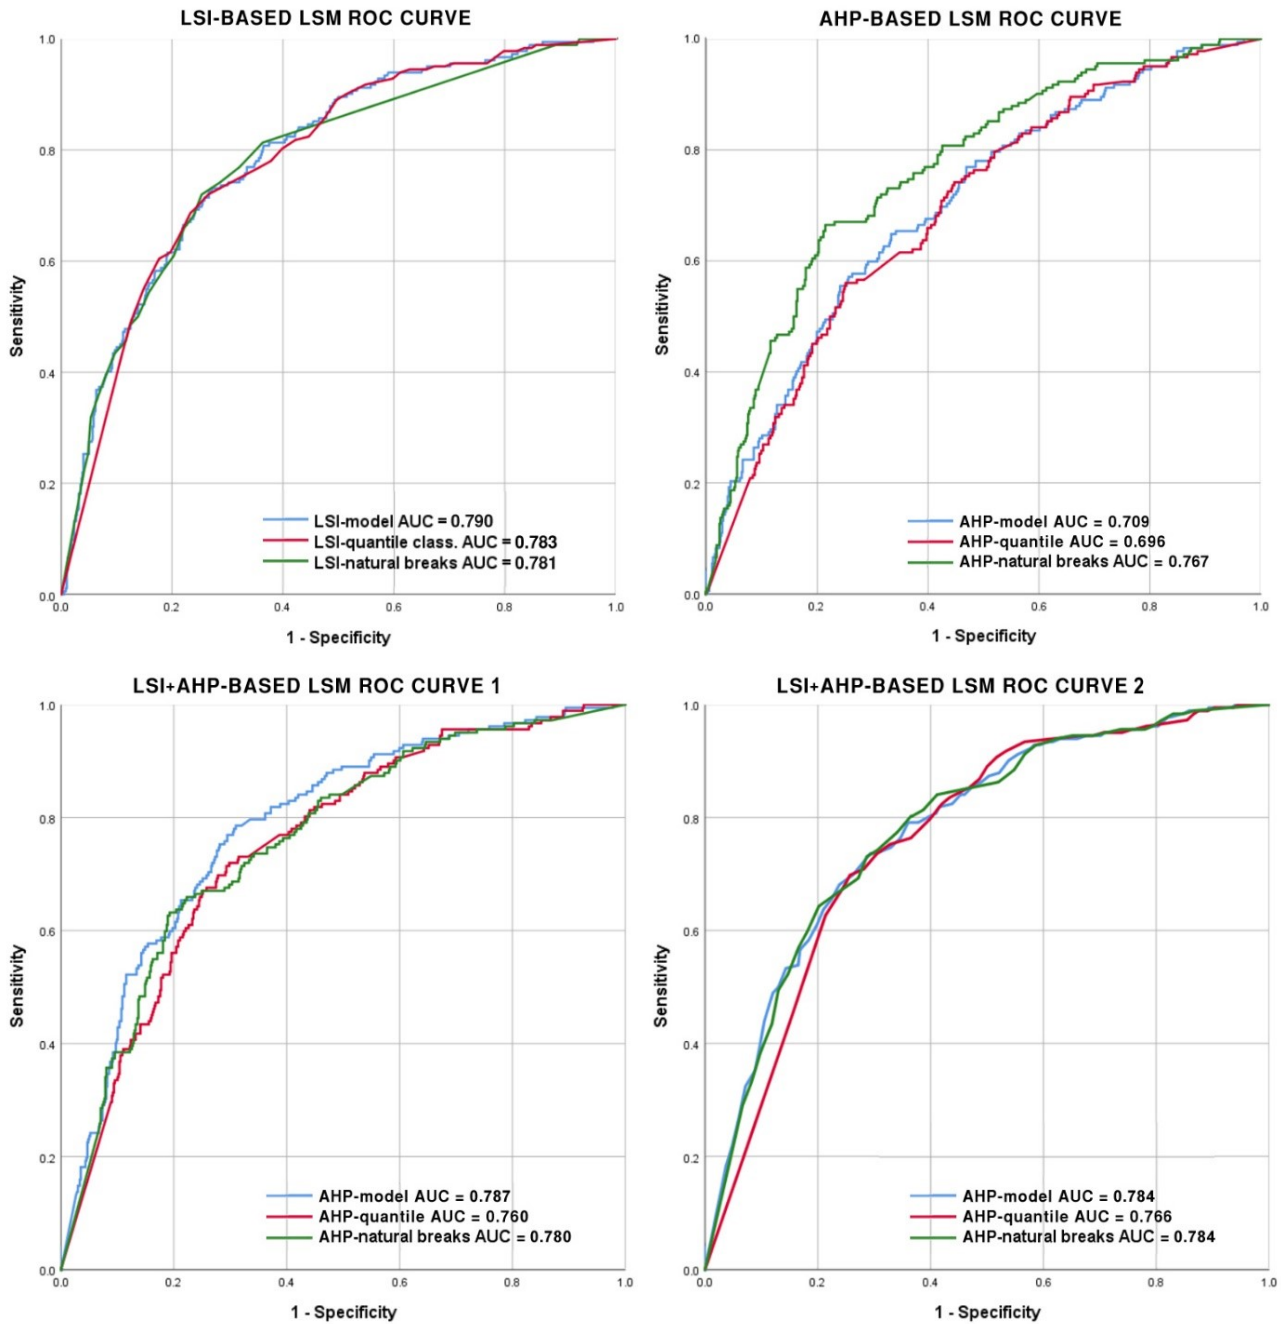 LSI-BASED LSM ROC CURVE
1.0
0.8
0.6
0.4
0.2
0.0
Sensitivity
LSI-model AUC = 0.790
LSI-quantile class. AUC = 0.783
LSI-natural breaks AUC = 0.781
0.0 0.2 0.4 0.6 0.8 1.0
1 - Specificity
AHP-BASED LSM ROC CURVE
1.0
0.8
0.6
0.4
0.2
0.0
Sensitivity
AHP-model AUC = 0.709
AHP-quantile AUC = 0.696
AHP-natural breaks AUC = 0.767
0.0 0.2 0.4 0.6 0.8 1.0
1 - Specificity
LSI+AHP-BASED LSM ROC CURVE 1
1.0
0.8
0.6
0.4
0.2
0.0
Sensitivity
AHP-model AUC = 0.787
AHP-quantile AUC = 0.760
AHP-natural breaks AUC = 0.780
0.0 0.2 0.4 0.6 0.8 1.0
1 - Specificity
LSI+AHP-BASED LSM ROC CURVE 2
1.0
0.8
0.6
0.4
0.2
0.0
Sensitivity
AHP-model AUC = 0.784
AHP-quantile AUC = 0.766
AHP-natural breaks AUC = 0.784
0.0 0.2 0.4 0.6 0.8 1.0
1 - Specificity